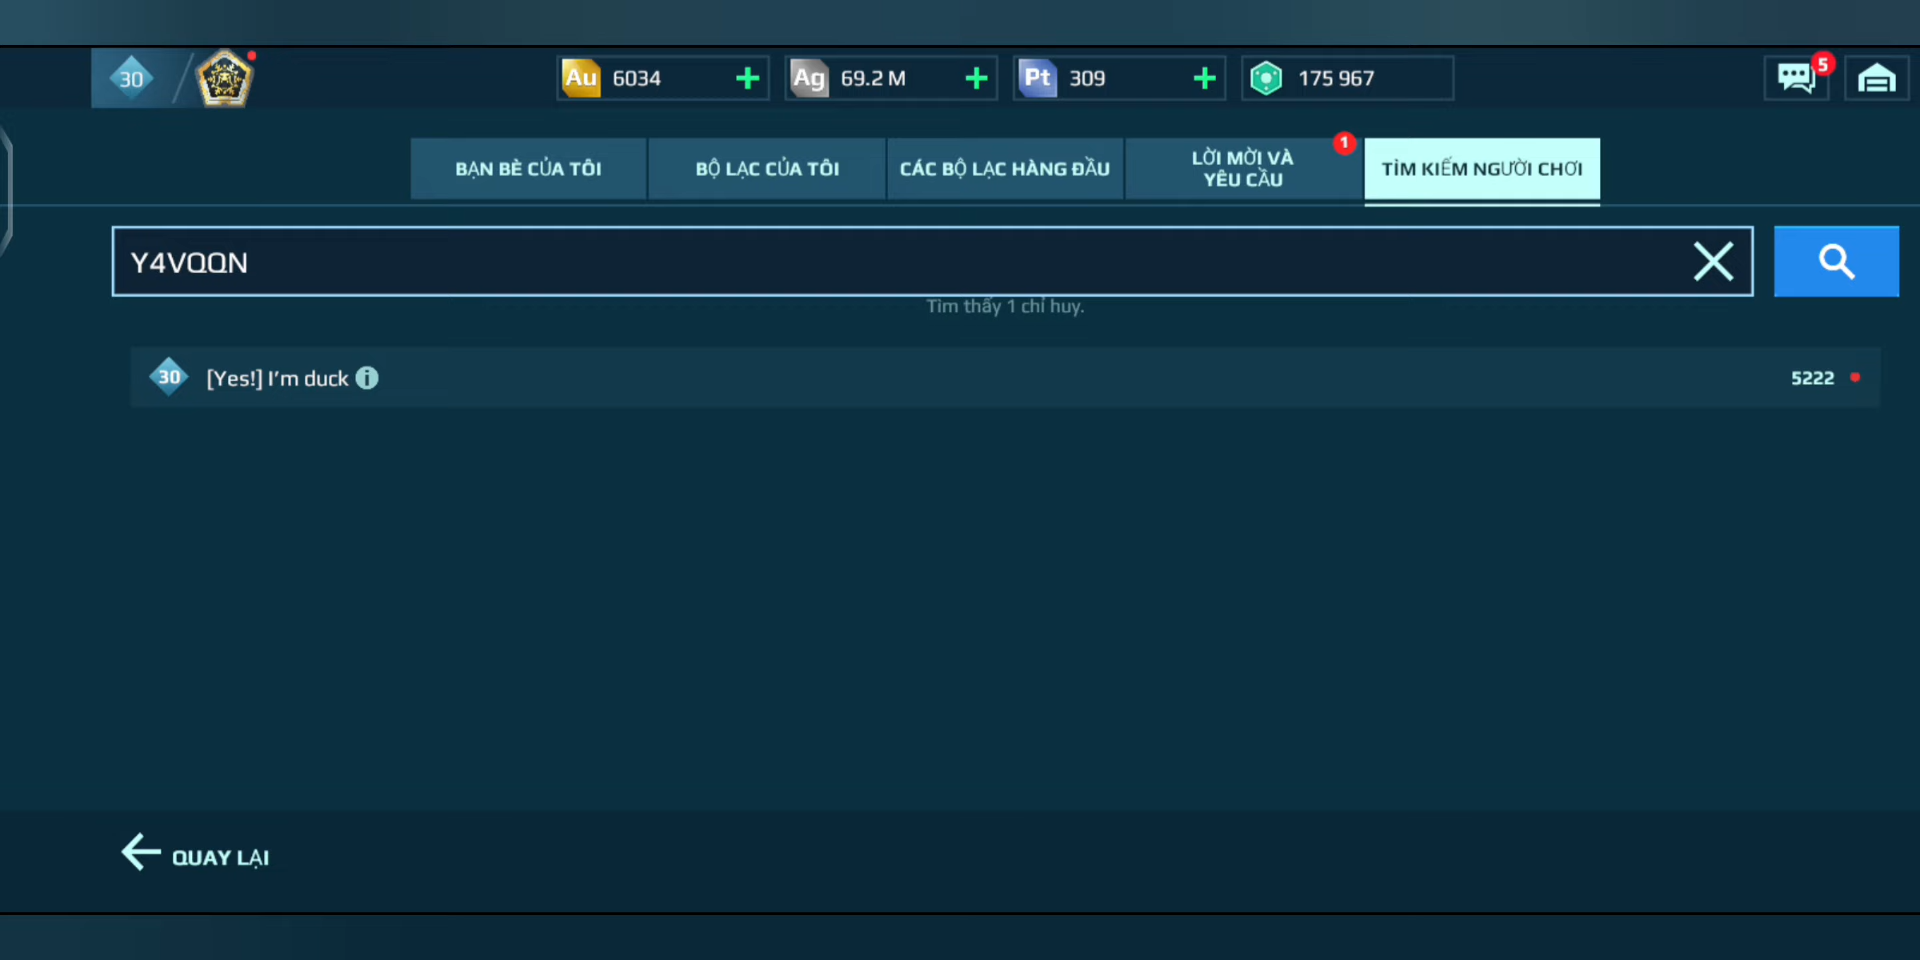 30
Au 6034
Ag 69.2 M
Pt 309
175 967
5
BẠN BÈ CỦA TÔI
BỘ LẠC CỦA TÔI
CÁC BỘ LẠC HÀNG ĐẦU
LỜI MỜI VÀ
YÊU CẦU
1
TÌM KIẾM NGƯỜI CHƠI
Y4VQQN
Tìm thấy 1 chỉ huy.
30 [Yes!] I'm duck i 5222
QUAY LẠI